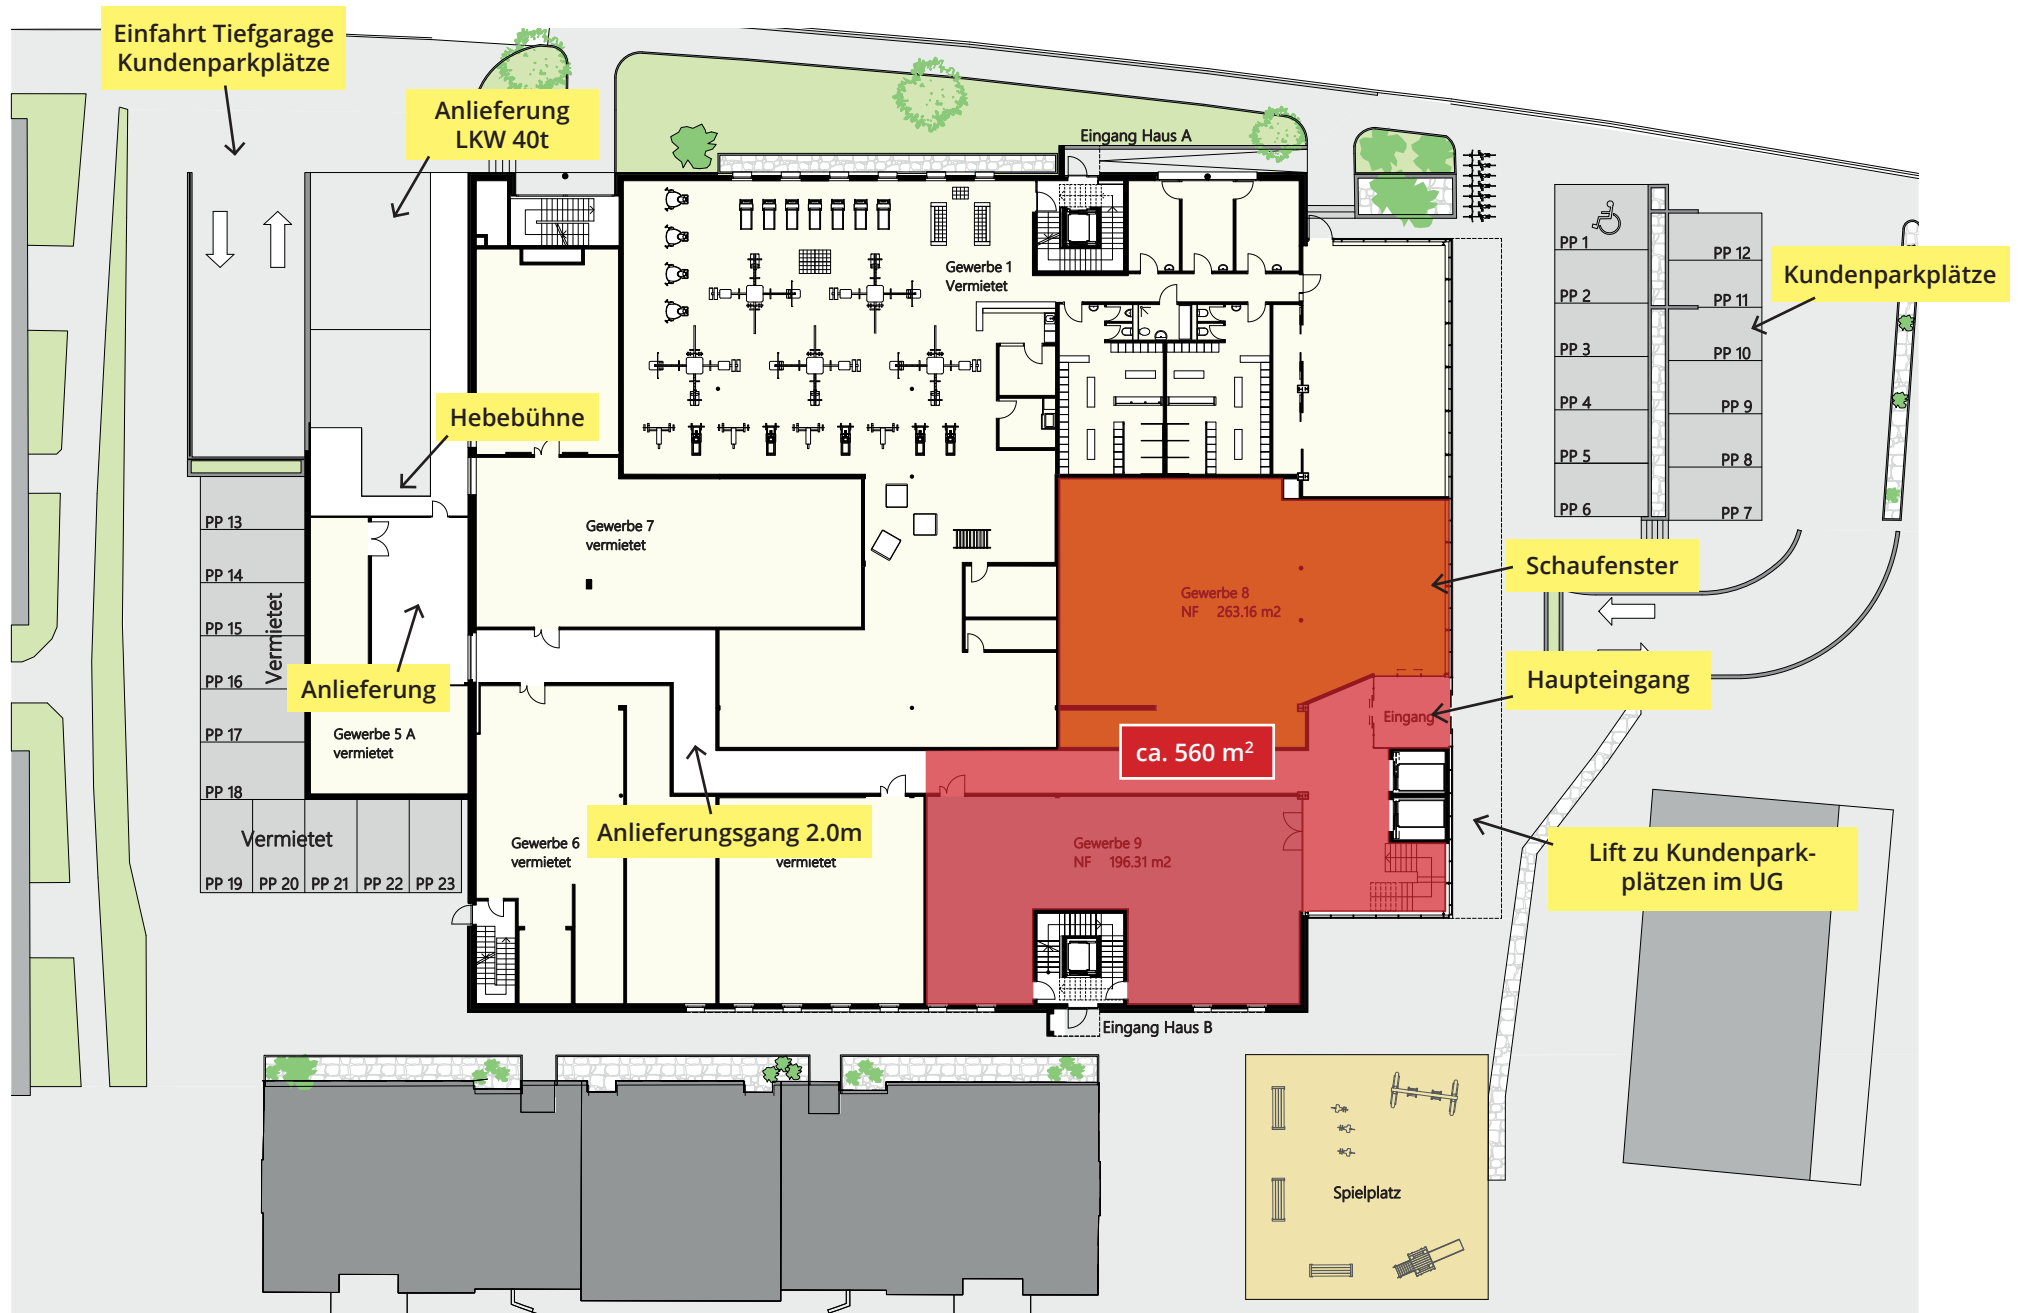 Einfahrt Tiefgarage
Kundenparkplätze
Anlieferung
LKW 40t
Eingang Haus A
Gewerbe 1
Vermietet
PP 1
PP 2
PP 3
PP 4
PP 5
PP 6
PP 12
PP 11
PP 10
PP 9
PP 8
PP 7
Kundenparkplätze
Hebebühne
Gewerbe 7
vermietet
Gewerbe 8
NF 263.16 m2
Schaufenster
Haupteingang
Eingang
PP 13
PP 14
PP 15
PP 16
PP 17
PP 18
Vermietet
Anlieferung
Gewerbe 5 A
vermietet
ca. 560 m²
Anlieferungsgang 2.0m
Gewerbe 6
vermietet
vermietet
Gewerbe 9
NF 196.31 m2
Lift zu Kundenpark-
plätzen im UG
Vermietet
PP 19
PP 20
PP 21
PP 22
PP 23
Eingang Haus B
Spielplatz